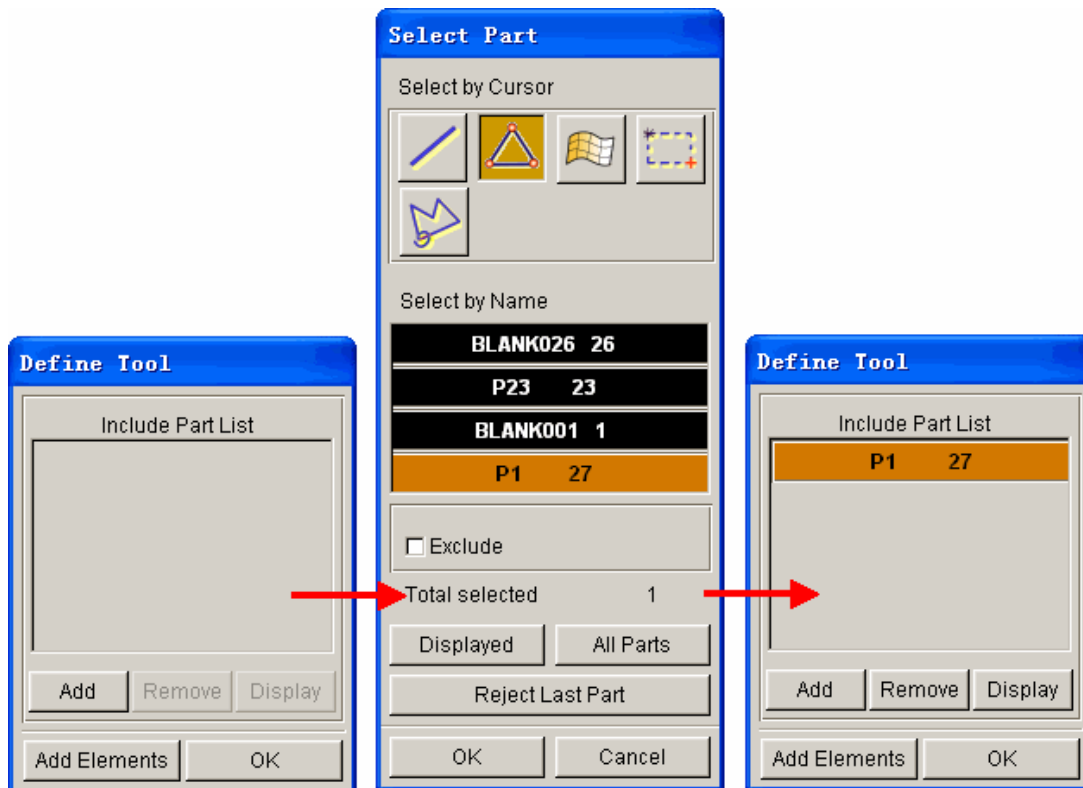 Define Tool
Include Part List
Add Remove Display
Add Elements OK
Select Part
Select by Cursor
Select by Name
BLANK026 26
P23 23
BLANK001 1
P1 27
Exclude
Total selected 1
Displayed All Parts
Reject Last Part
OK Cancel
Define Tool
Include Part List
P1 27
Add Remove Display
Add Elements OK